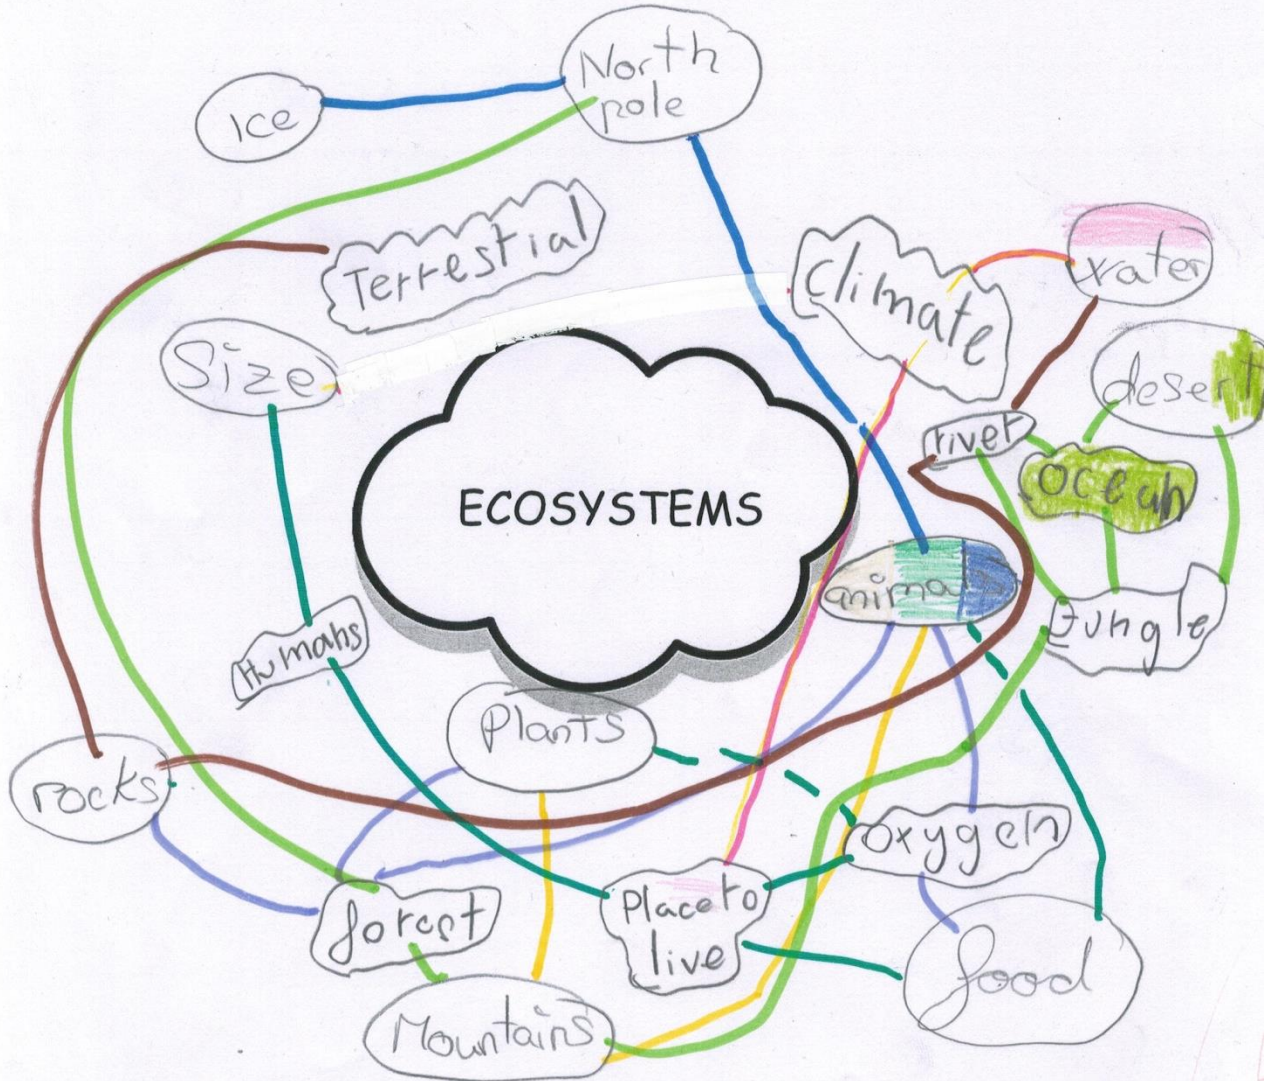 North
pole
Ice
Terrestial
Climate
water
Size
desert
river
ocean
ECOSYSTEMS
animals
Jungle
Humans
Plants
rocks
oxygen
Place to
live
forest
food
Mountains